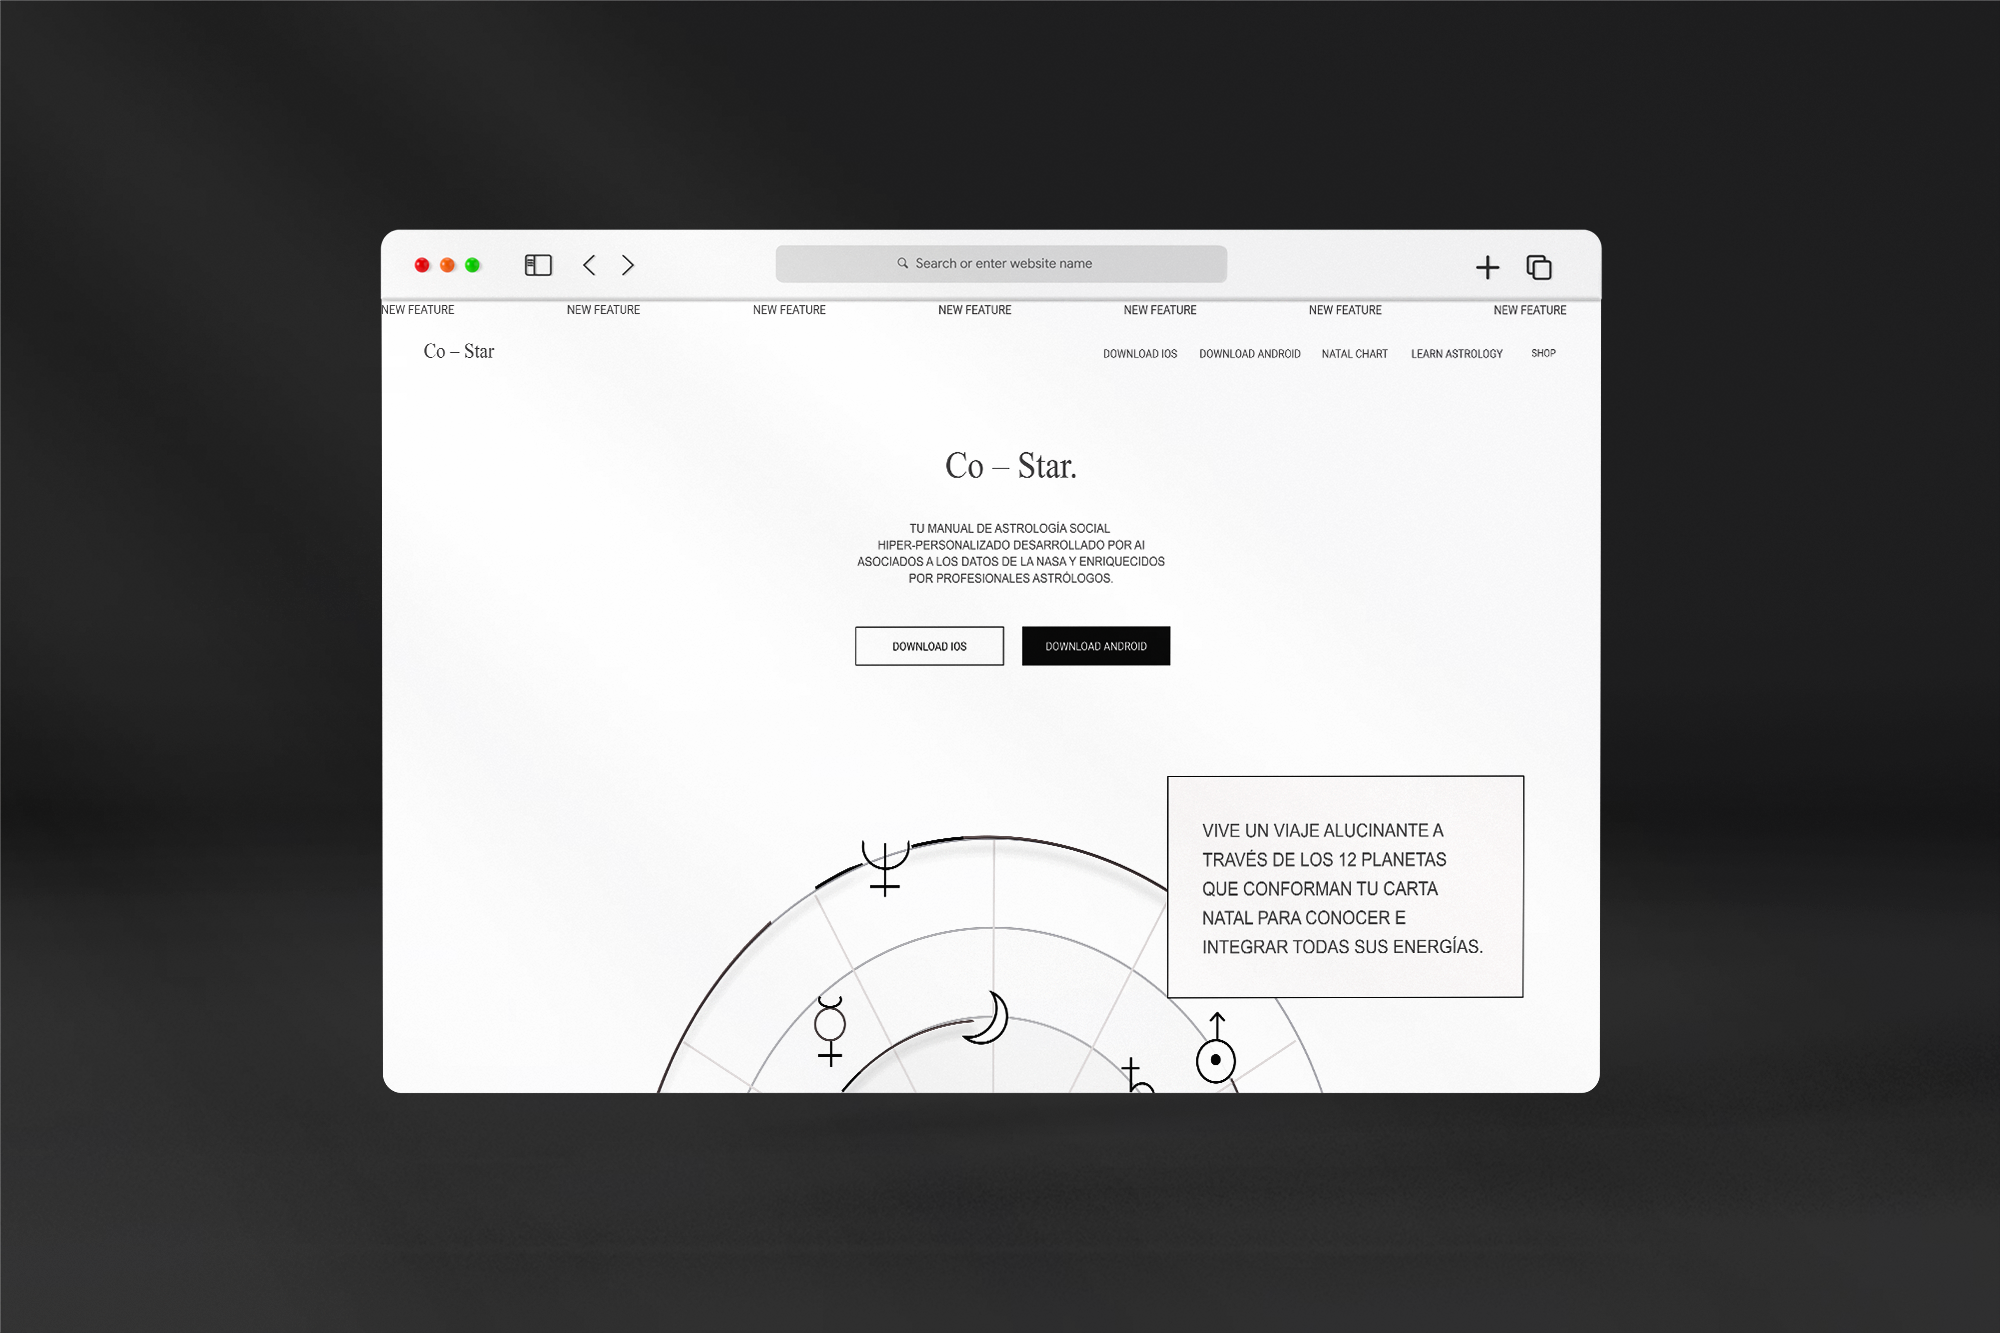 Search or enter website name
NEW FEATURE NEW FEATURE NEW FEATURE NEW FEATURE NEW FEATURE NEW FEATURE NEW FEATURE
Co – Star
DOWNLOAD IOS DOWNLOAD ANDROID NATAL CHART LEARN ASTROLOGY SHOP
Co – Star.
TU MANUAL DE ASTROLOGÍA SOCIAL
HIPER-PERSONALIZADO DESARROLLADO POR AI
ASOCIADOS A LOS DATOS DE LA NASA Y ENRIQUECIDOS
POR PROFESIONALES ASTRÓLOGOS.
DOWNLOAD IOS DOWNLOAD ANDROID
VIVE UN VIAJE ALUCINANTE A
TRAVÉS DE LOS 12 PLANETAS
QUE CONFORMAN TU CARTA
NATAL PARA CONOCER E
INTEGRAR TODAS SUS ENERGÍAS.